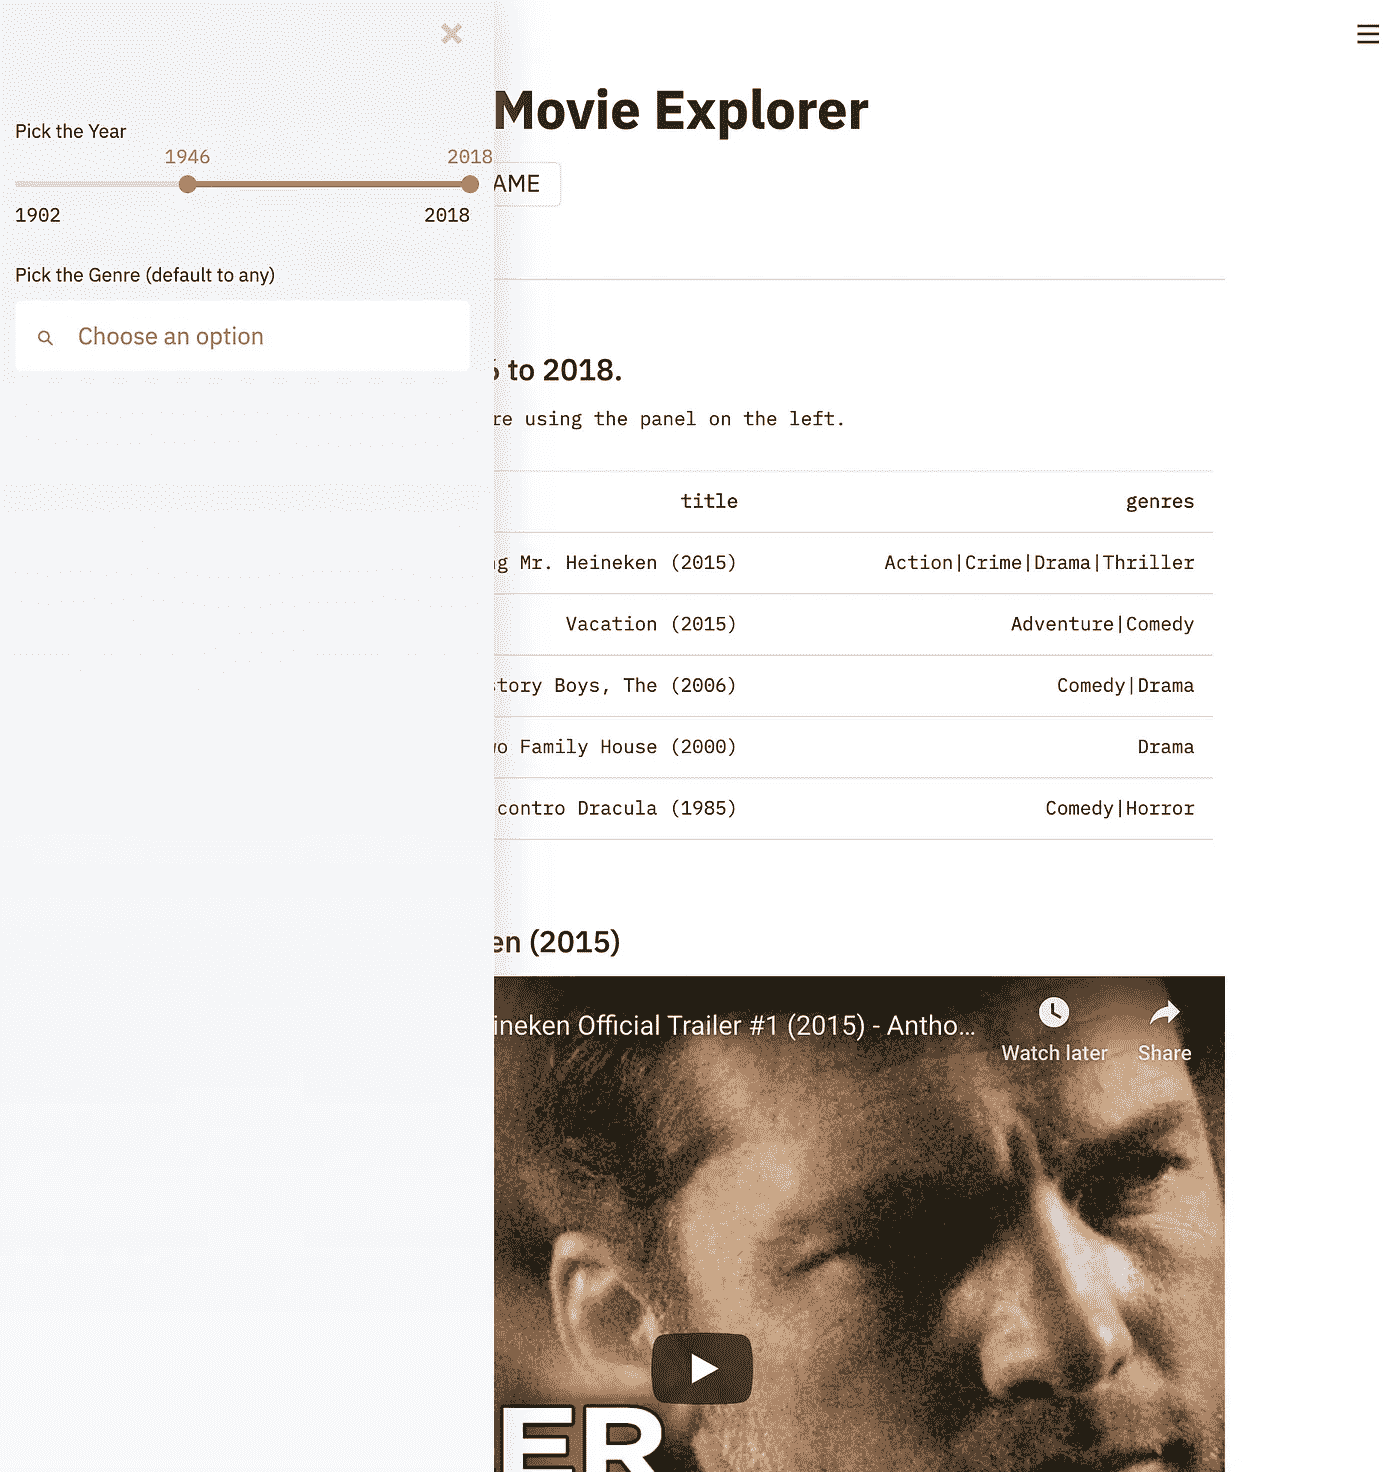 Movie Explorer
Pick the Year
1946 2018
1902 2018
AME
Pick the Genre (default to any)
Choose an option
to 2018.
re using the panel on the left.
title genres
Mr. Heineken (2015) Action|Crime|Drama|Thriller
Vacation (2015) Adventure|Comedy
story Boys, The (2006) Comedy|Drama
Family House (2000) Drama
contro Dracula (1985) Comedy|Horror
en (2015)
ineken Official Trailer #1 (2015) - Antho...
Watch later Share
ER